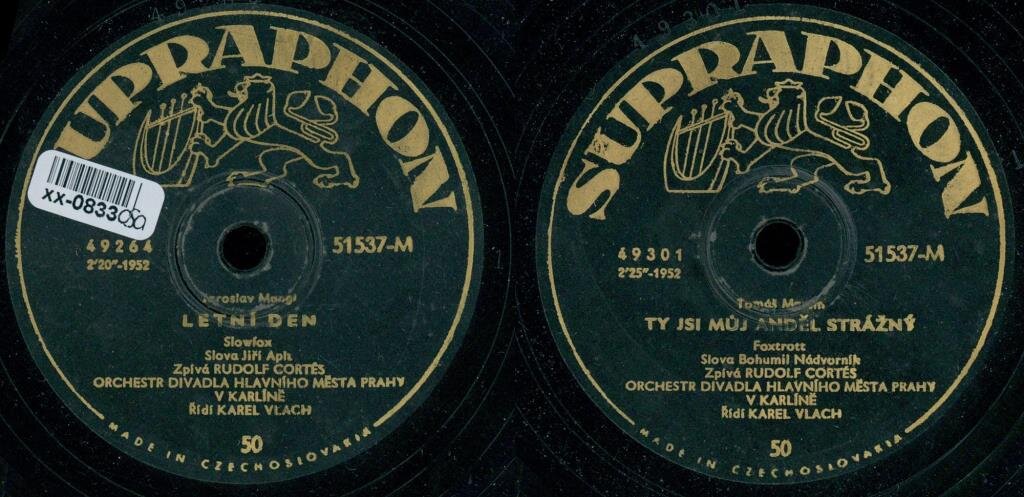 SUPRAPHON
xx-0833
49264
2'20"-1952
51537-M
Jaroslav
LETNÍ DEN
Slowfox
Slova Jiří Aplt
Zpívá RUDOLF CORTÉS
ORCHESTR DIVADLA HLAVNÍHO MĚSTA PRAHY
V KARLÍNĚ
Řídí KAREL VLACH
50
MADE IN CZECHOSLOVAKIA
49301
SUPRAPHON
49301
2'25"-1952
51537-M
Tomáš
TY JSI MŮJ ANDĚL STRÁŽNÝ
Foxtrott
Slova Bohumil Nádvorník
Zpívá RUDOLF CORTÉS
ORCHESTR DIVADLA HLAVNÍHO MĚSTA PRAHY
V KARLÍNĚ
Řídí KAREL VLACH
50
MADE IN CZECHOSLOVAKIA